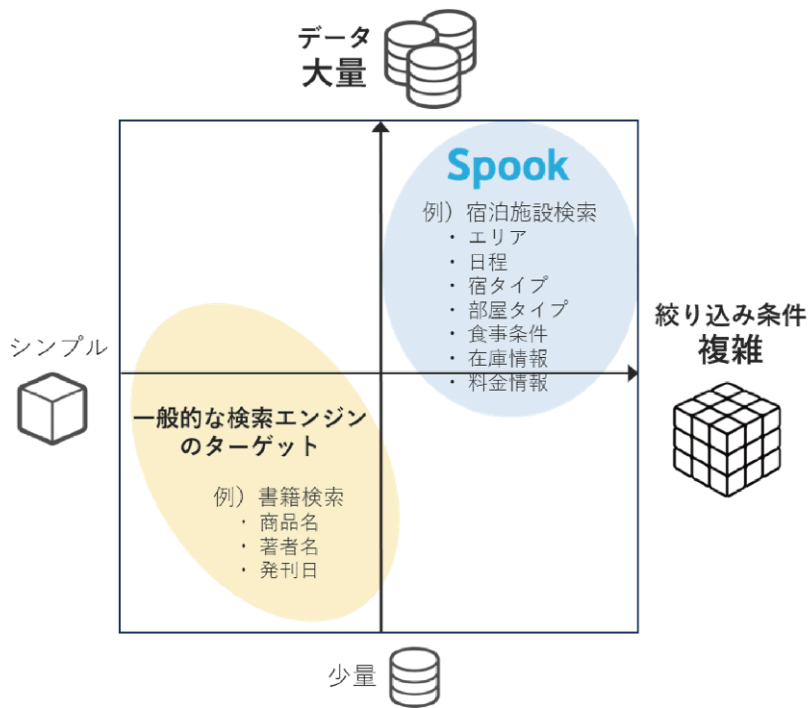 データ
大量
Spook
例）宿泊施設検索
・ エリア
・ 日程
・ 宿タイプ
・ 部屋タイプ
・ 食事条件
・ 在庫情報
・ 料金情報
絞り込み条件
複雑
シンプル
一般的な検索エンジン
のターゲット
例）書籍検索
・ 商品名
・ 著者名
・ 発刊日
少量